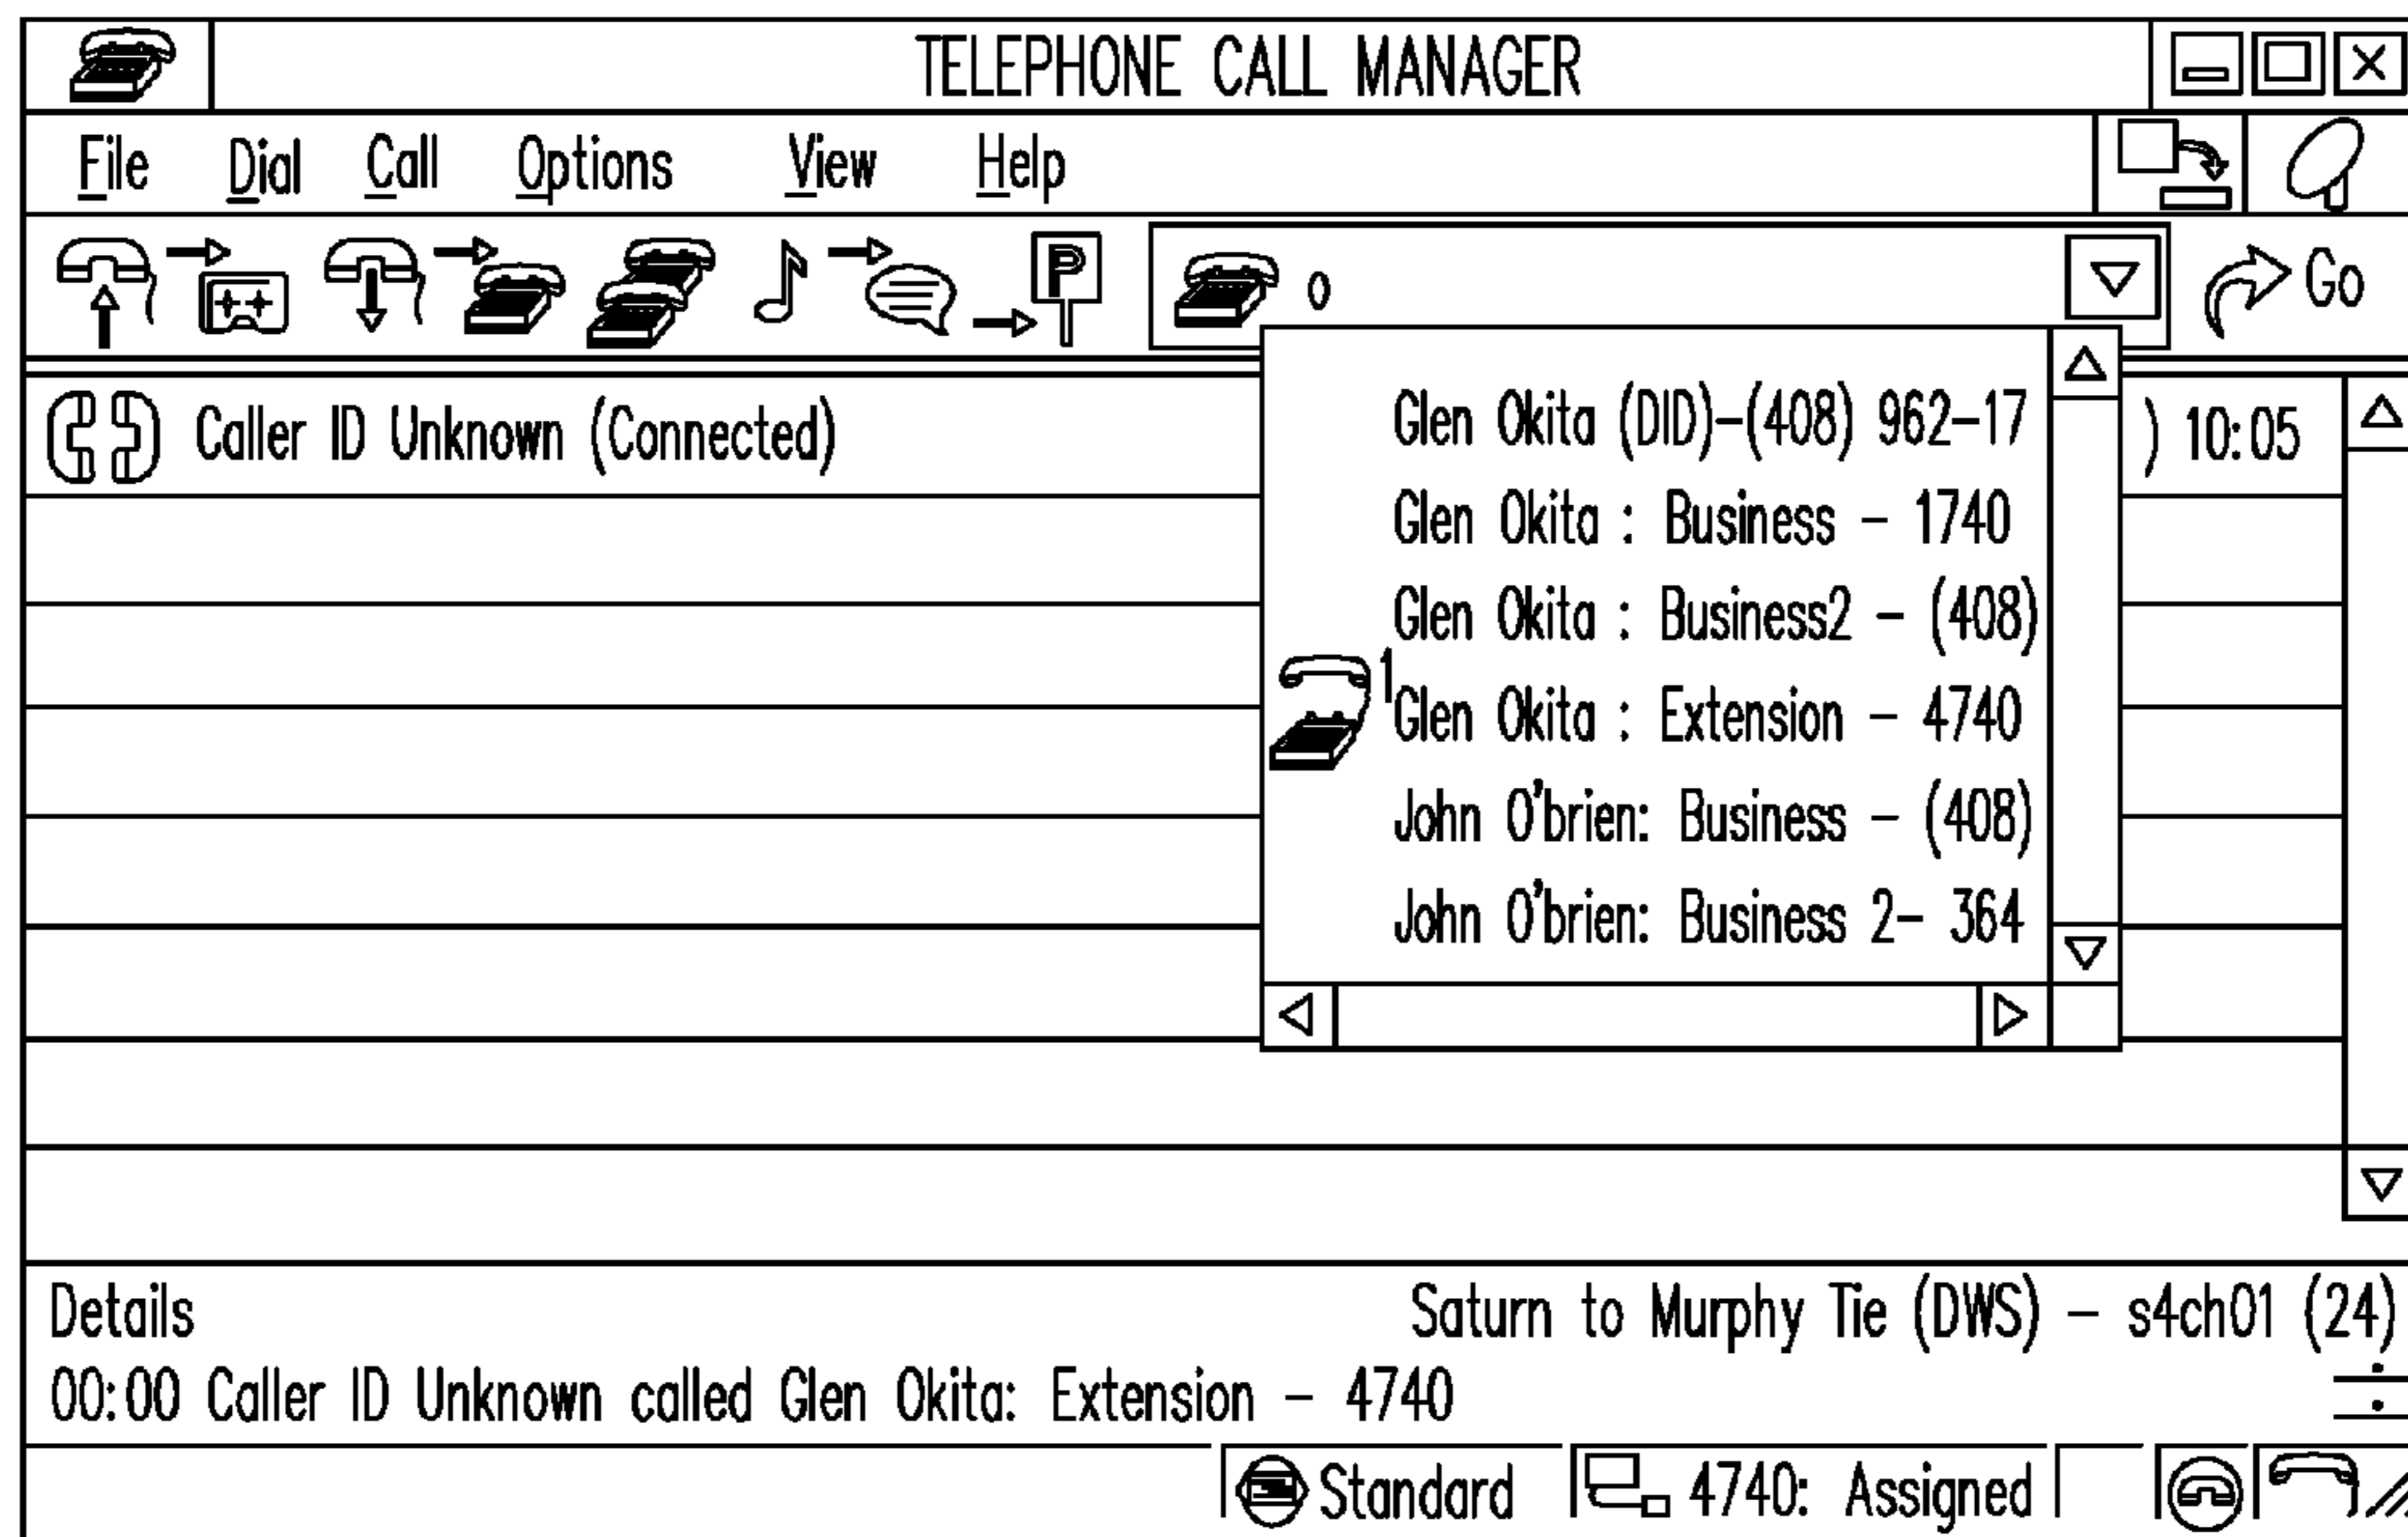 TELEPHONE CALL MANAGER
File Dial Call Options View Help
P o Go
Caller ID Unknown (Connected) ) 10:05
Glen Okita (DID)-(408) 962-17
Glen Okita : Business - 1740
Glen Okita : Business2 - (408)
1 Glen Okita : Extension - 4740
John O'brien: Business - (408)
John O'brien: Business 2- 364
Details Saturn to Murphy Tie (DWS) - s4ch01 (24)
00:00 Caller ID Unknown called Glen Okita: Extension - 4740
Standard 4740: Assigned